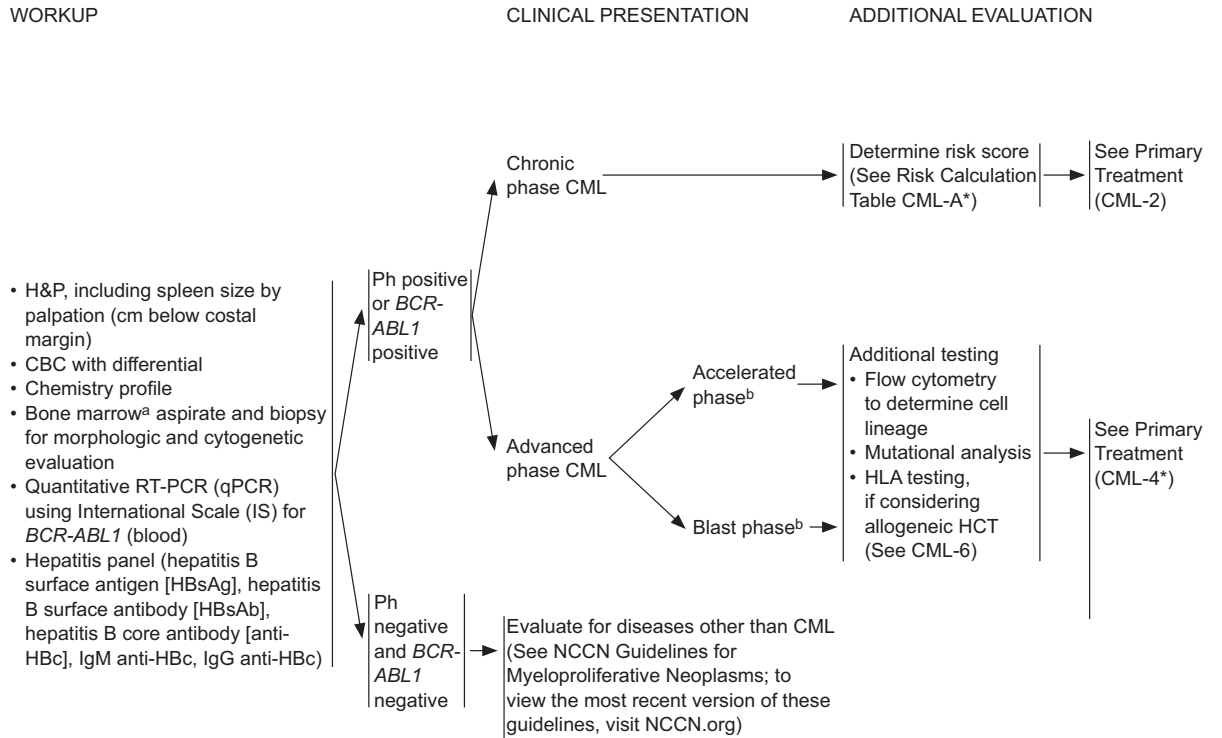 WORKUP
CLINICAL PRESENTATION
ADDITIONAL EVALUATION
• H&P, including spleen size by
palpation (cm below costal
margin)
• CBC with differential
• Chemistry profile
• Bone marrowᵃ aspirate and biopsy
for morphologic and cytogenetic
evaluation
• Quantitative RT-PCR (qPCR)
using International Scale (IS) for
BCR-ABL1 (blood)
• Hepatitis panel (hepatitis B
surface antigen [HBsAg], hepatitis
B surface antibody [HBsAb],
hepatitis B core antibody [anti-
HBc], IgM anti-HBc, IgG anti-HBc)
Ph positive
or BCR-
ABL1
positive
Chronic
phase CML
Determine risk score
(See Risk Calculation
Table CML-A*)
See Primary
Treatment
(CML-2)
Advanced
phase CML
Accelerated
phaseᵇ
Blast phaseᵇ
Additional testing
• Flow cytometry
to determine cell
lineage
• Mutational analysis
• HLA testing,
if considering
allogeneic HCT
(See CML-6)
See Primary
Treatment
(CML-4*)
Ph
negative
and BCR-
ABL1
negative
Evaluate for diseases other than CML
(See NCCN Guidelines for
Myeloproliferative Neoplasms; to
view the most recent version of these
guidelines, visit NCCN.org)